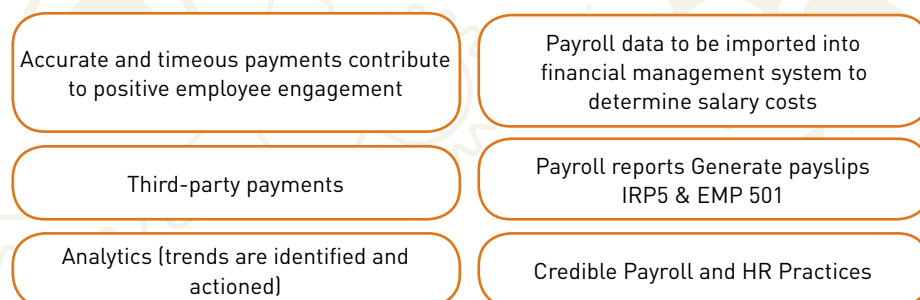 Accurate and timeous payments contribute
to positive employee engagement
Payroll data to be imported into
financial management system to
determine salary costs
Third-party payments
Payroll reports Generate payslips
IRP5 & EMP 501
Analytics (trends are identified and
actioned)
Credible Payroll and HR Practices